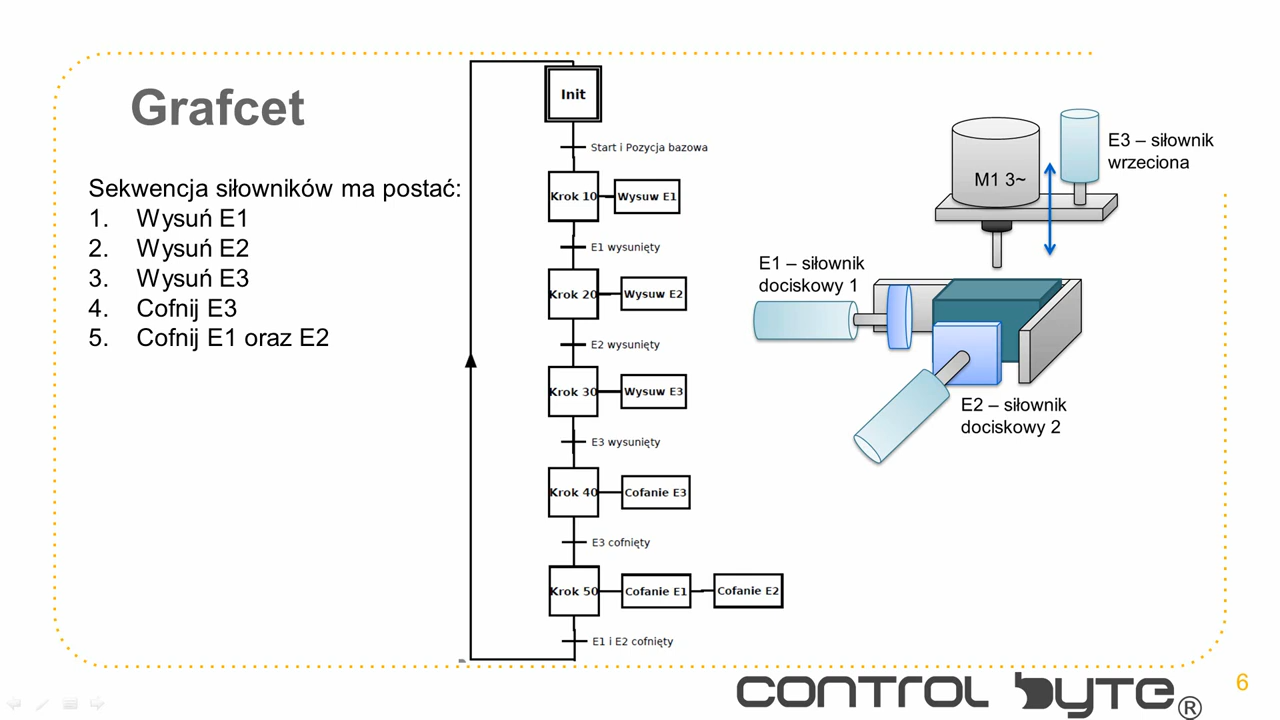 Grafcet
Sekwencja siłowników ma postać:
1. Wysuń E1
2. Wysuń E2
3. Wysuń E3
4. Cofnij E3
5. Cofnij E1 oraz E2
Init
Start i Pozycja bazowa
Krok 10
Wysuw E1
E1 wysunięty
Krok 20
Wysuw E2
E2 wysunięty
Krok 30
Wysuw E3
E3 wysunięty
Krok 40
Cofanie E3
E3 cofnięty
Krok 50
Cofanie E1
Cofanie E2
E1 i E2 cofnięty
M1 3~
E3 – siłownik
wrzeciona
E1 – siłownik
dociskowy 1
E2 – siłownik
dociskowy 2
CONTROL BYTE®
6